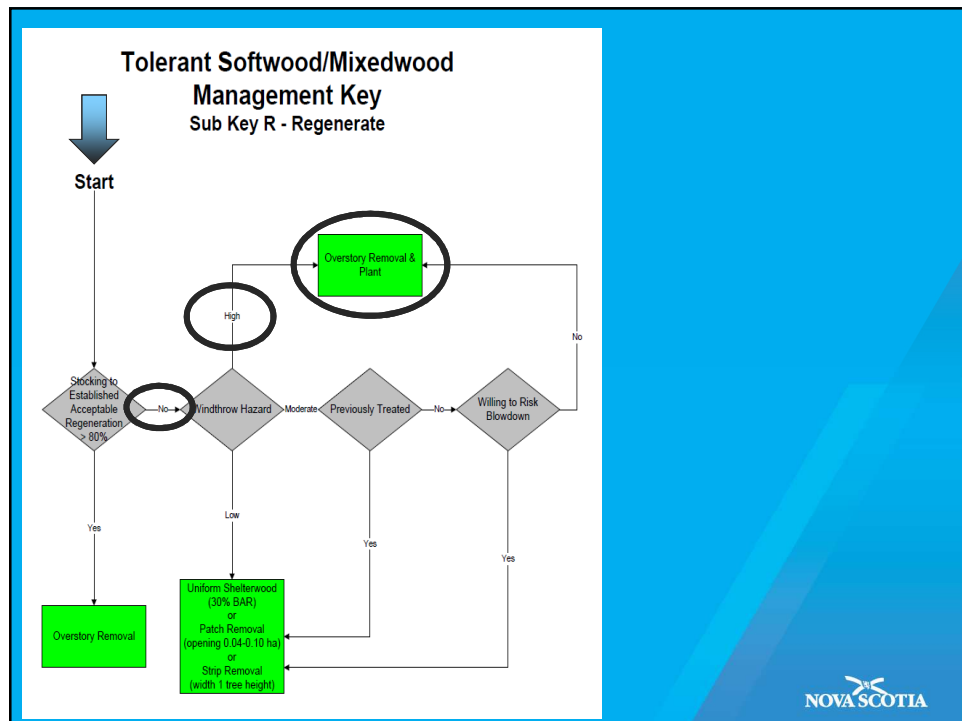 Tolerant Softwood/Mixedwood
Management Key
Sub Key R - Regenerate
Start
Overstory Removal &
Plant
High
No
Stocking to
Established
Acceptable
Regeneration
> 80%
No
Windthrow Hazard
Moderate
Previously Treated
No
Willing to Risk
Blowdown
Low
Yes
Yes
Yes
Uniform Shelterwood
(30% BAR)
or
Patch Removal
(opening 0.04-0.10 ha)
or
Strip Removal
(width 1 tree height)
Overstory Removal
NOVA SCOTIA